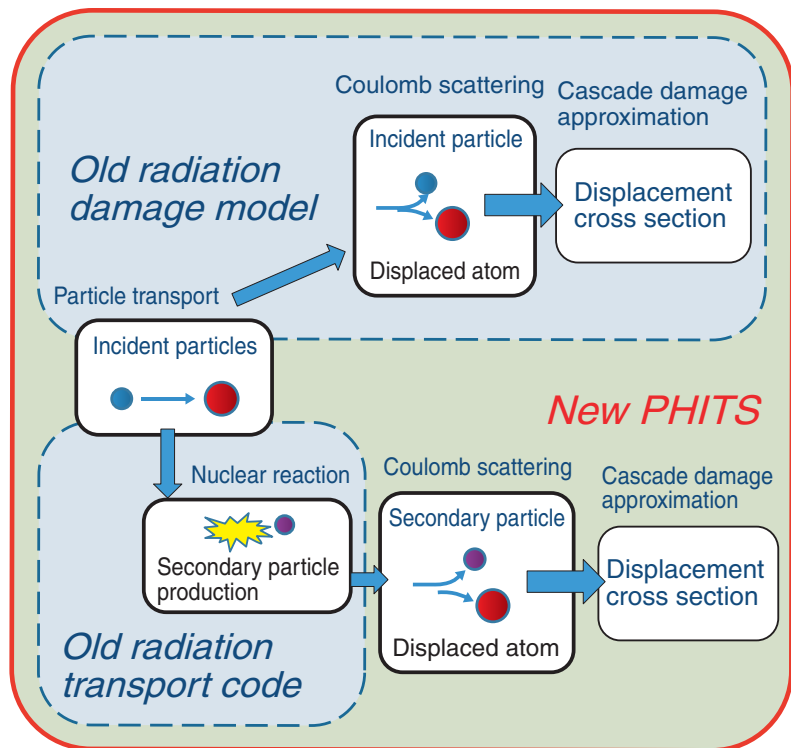 Coulomb scattering
Cascade damage
approximation
Old radiation
damage model
Incident particle
Displaced atom
Displacement
cross section
Particle transport
Incident particles
New PHITS
Nuclear reaction
Secondary particle
production
Old radiation
transport code
Coulomb scattering
Secondary particle
Displaced atom
Cascade damage
approximation
Displacement
cross section